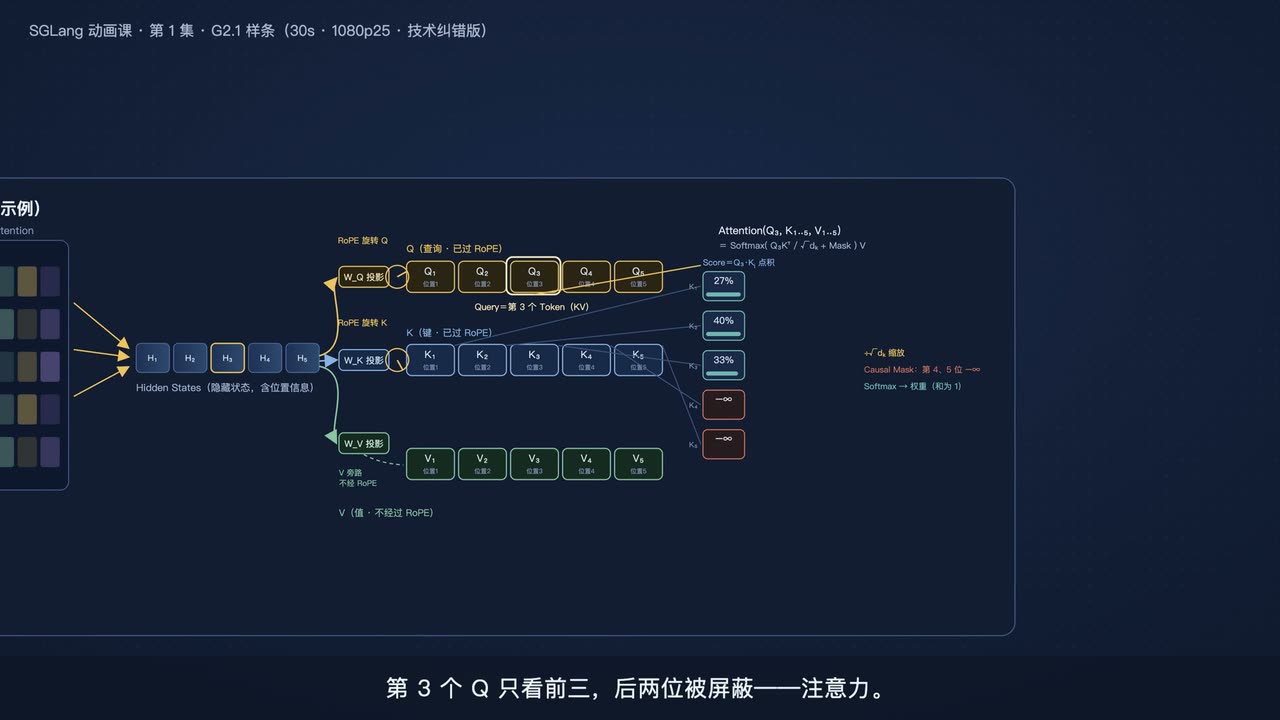 SGLang 动画课 · 第 1 集 · G2.1 样条（30s · 1080p25 · 技术纠错版）
示例）
tention
Attention(Q₃, K₁..₅, V₁..₅)
= Softmax( Q₃Kᵀ / √dₖ + Mask ) V
RoPE 旋转 Q
Q（查询 · 已过 RoPE）
Score＝Q₃·Kⱼ 点积
W_Q 投影
Q₁ Q₂ Q₃ Q₄ Q₅
位置1 位置2 位置3 位置4 位置5
K₁ 27%
Query＝第 3 个 Token（KV）
RoPE 旋转 K
K（键 · 已过 RoPE）
K₂ 40%
H₁ H₂ H₃ H₄ H₅
W_K 投影
K₁ K₂ K₃ K₄ K₅
位置1 位置2 位置3 位置4 位置5
K₃ 33%
÷√dₖ 缩放
Causal Mask：第 4、5 位 −∞
Softmax → 权重（和为 1）
Hidden States（隐藏状态，含位置信息）
K₄ −∞
K₅ −∞
W_V 投影
V₁ V₂ V₃ V₄ V₅
位置1 位置2 位置3 位置4 位置5
V 旁路
不经 RoPE
V（值 · 不经过 RoPE）
第 3 个 Q 只看前三，后两位被屏蔽——注意力。